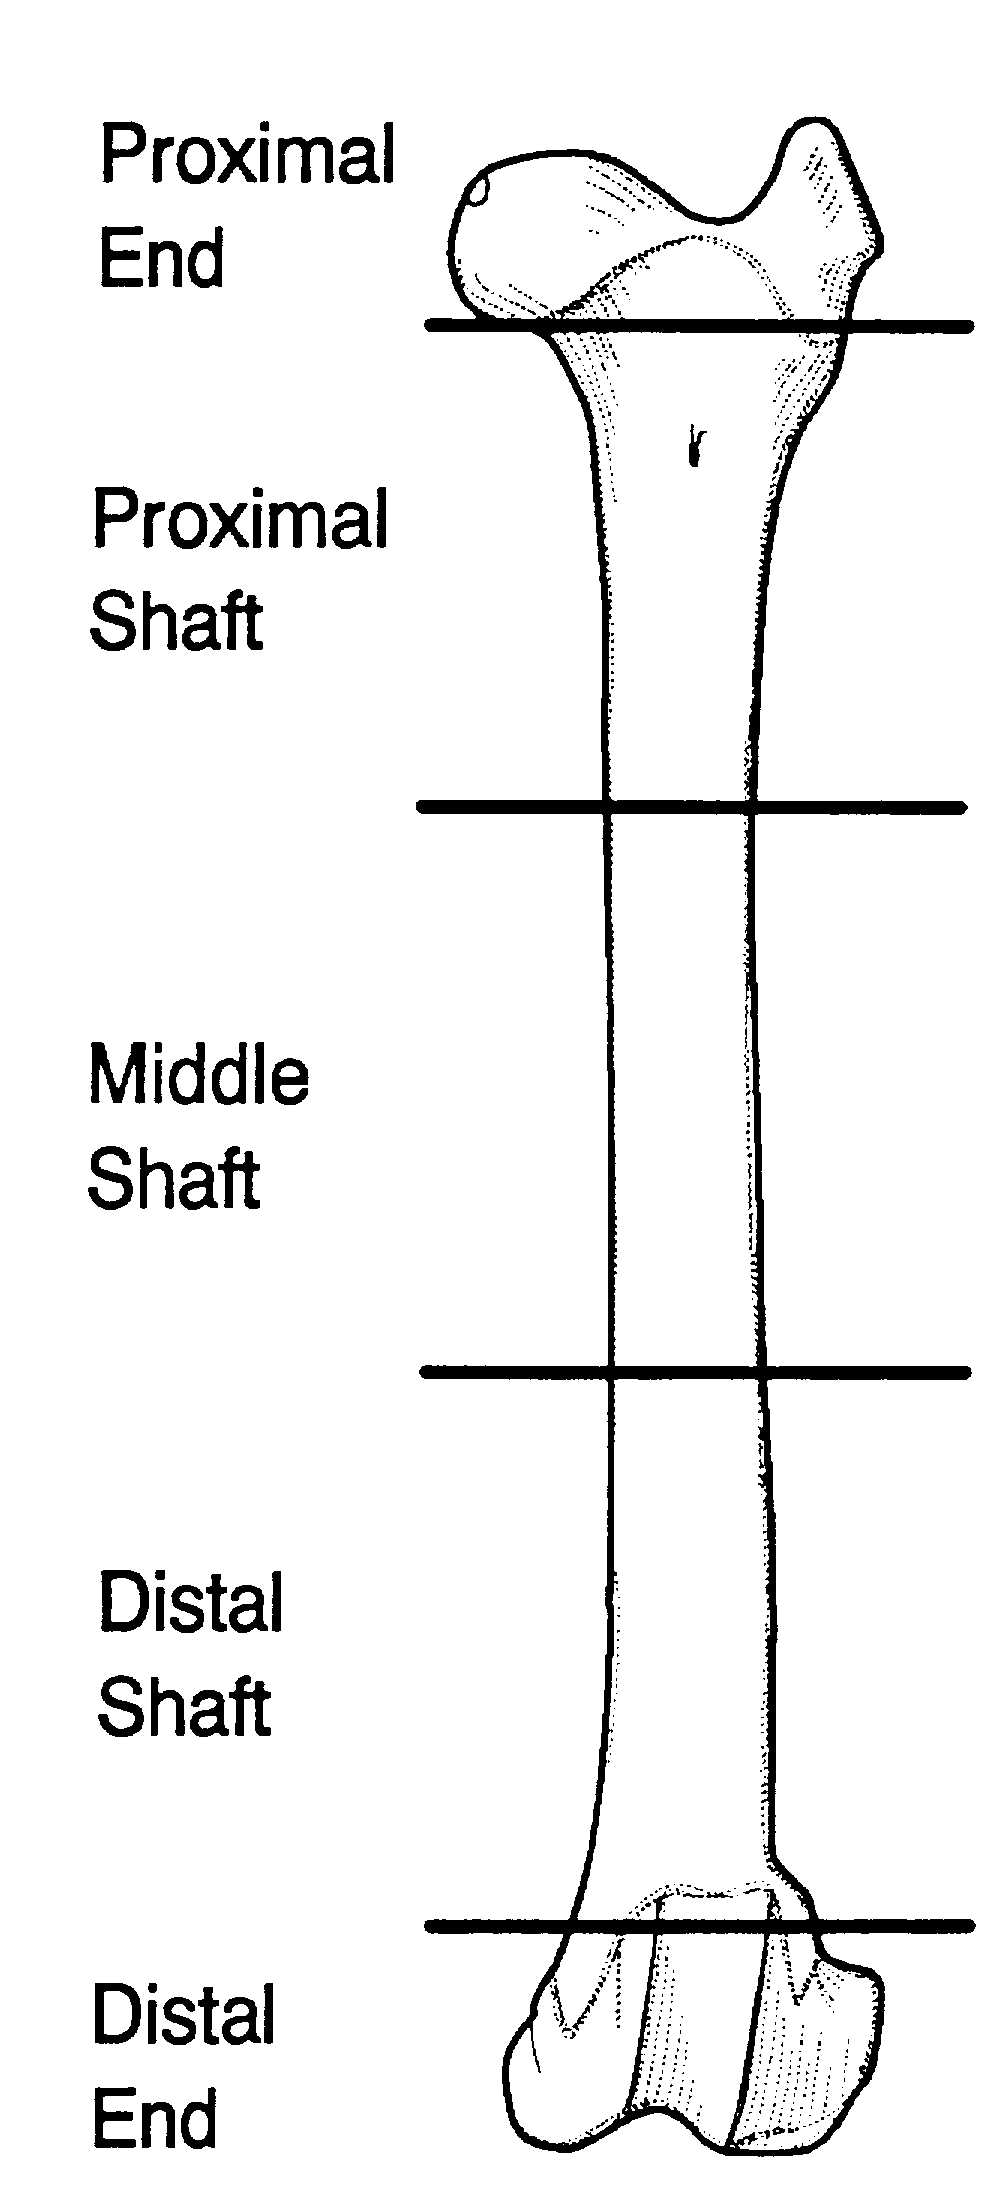 Proximal
End
Proximal
Shaft
Middle
Shaft
Distal
Shaft
Distal
End